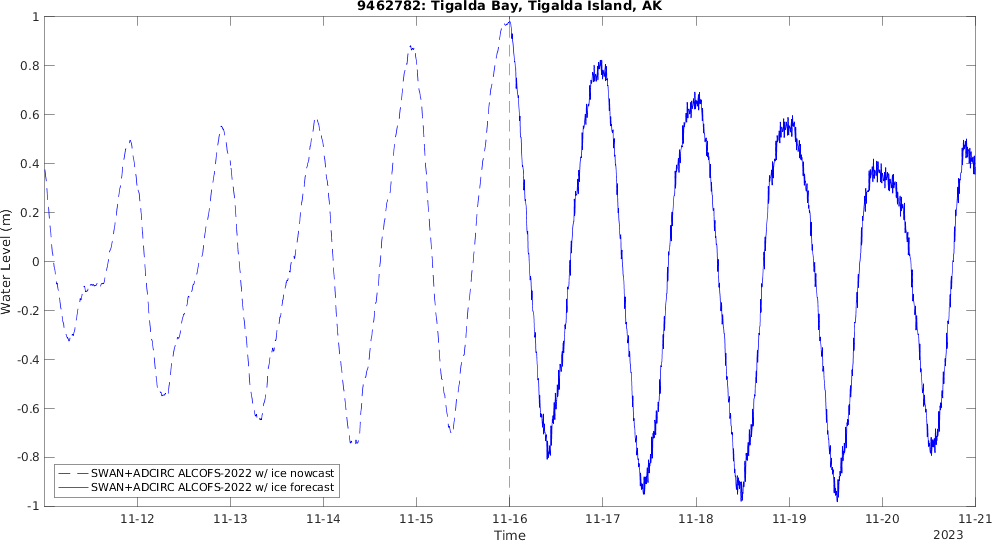 9462782: Tigalda Bay, Tigalda Island, AK
1
0.8
0.6
0.4
0.2
0
-0.2
-0.4
-0.6
-0.8
-1
Water Level (m)
SWAN+ADCIRC ALCOFS-2022 w/ ice nowcast
SWAN+ADCIRC ALCOFS-2022 w/ ice forecast
11-12 11-13 11-14 11-15 11-16 11-17 11-18 11-19 11-20 11-21
Time
2023